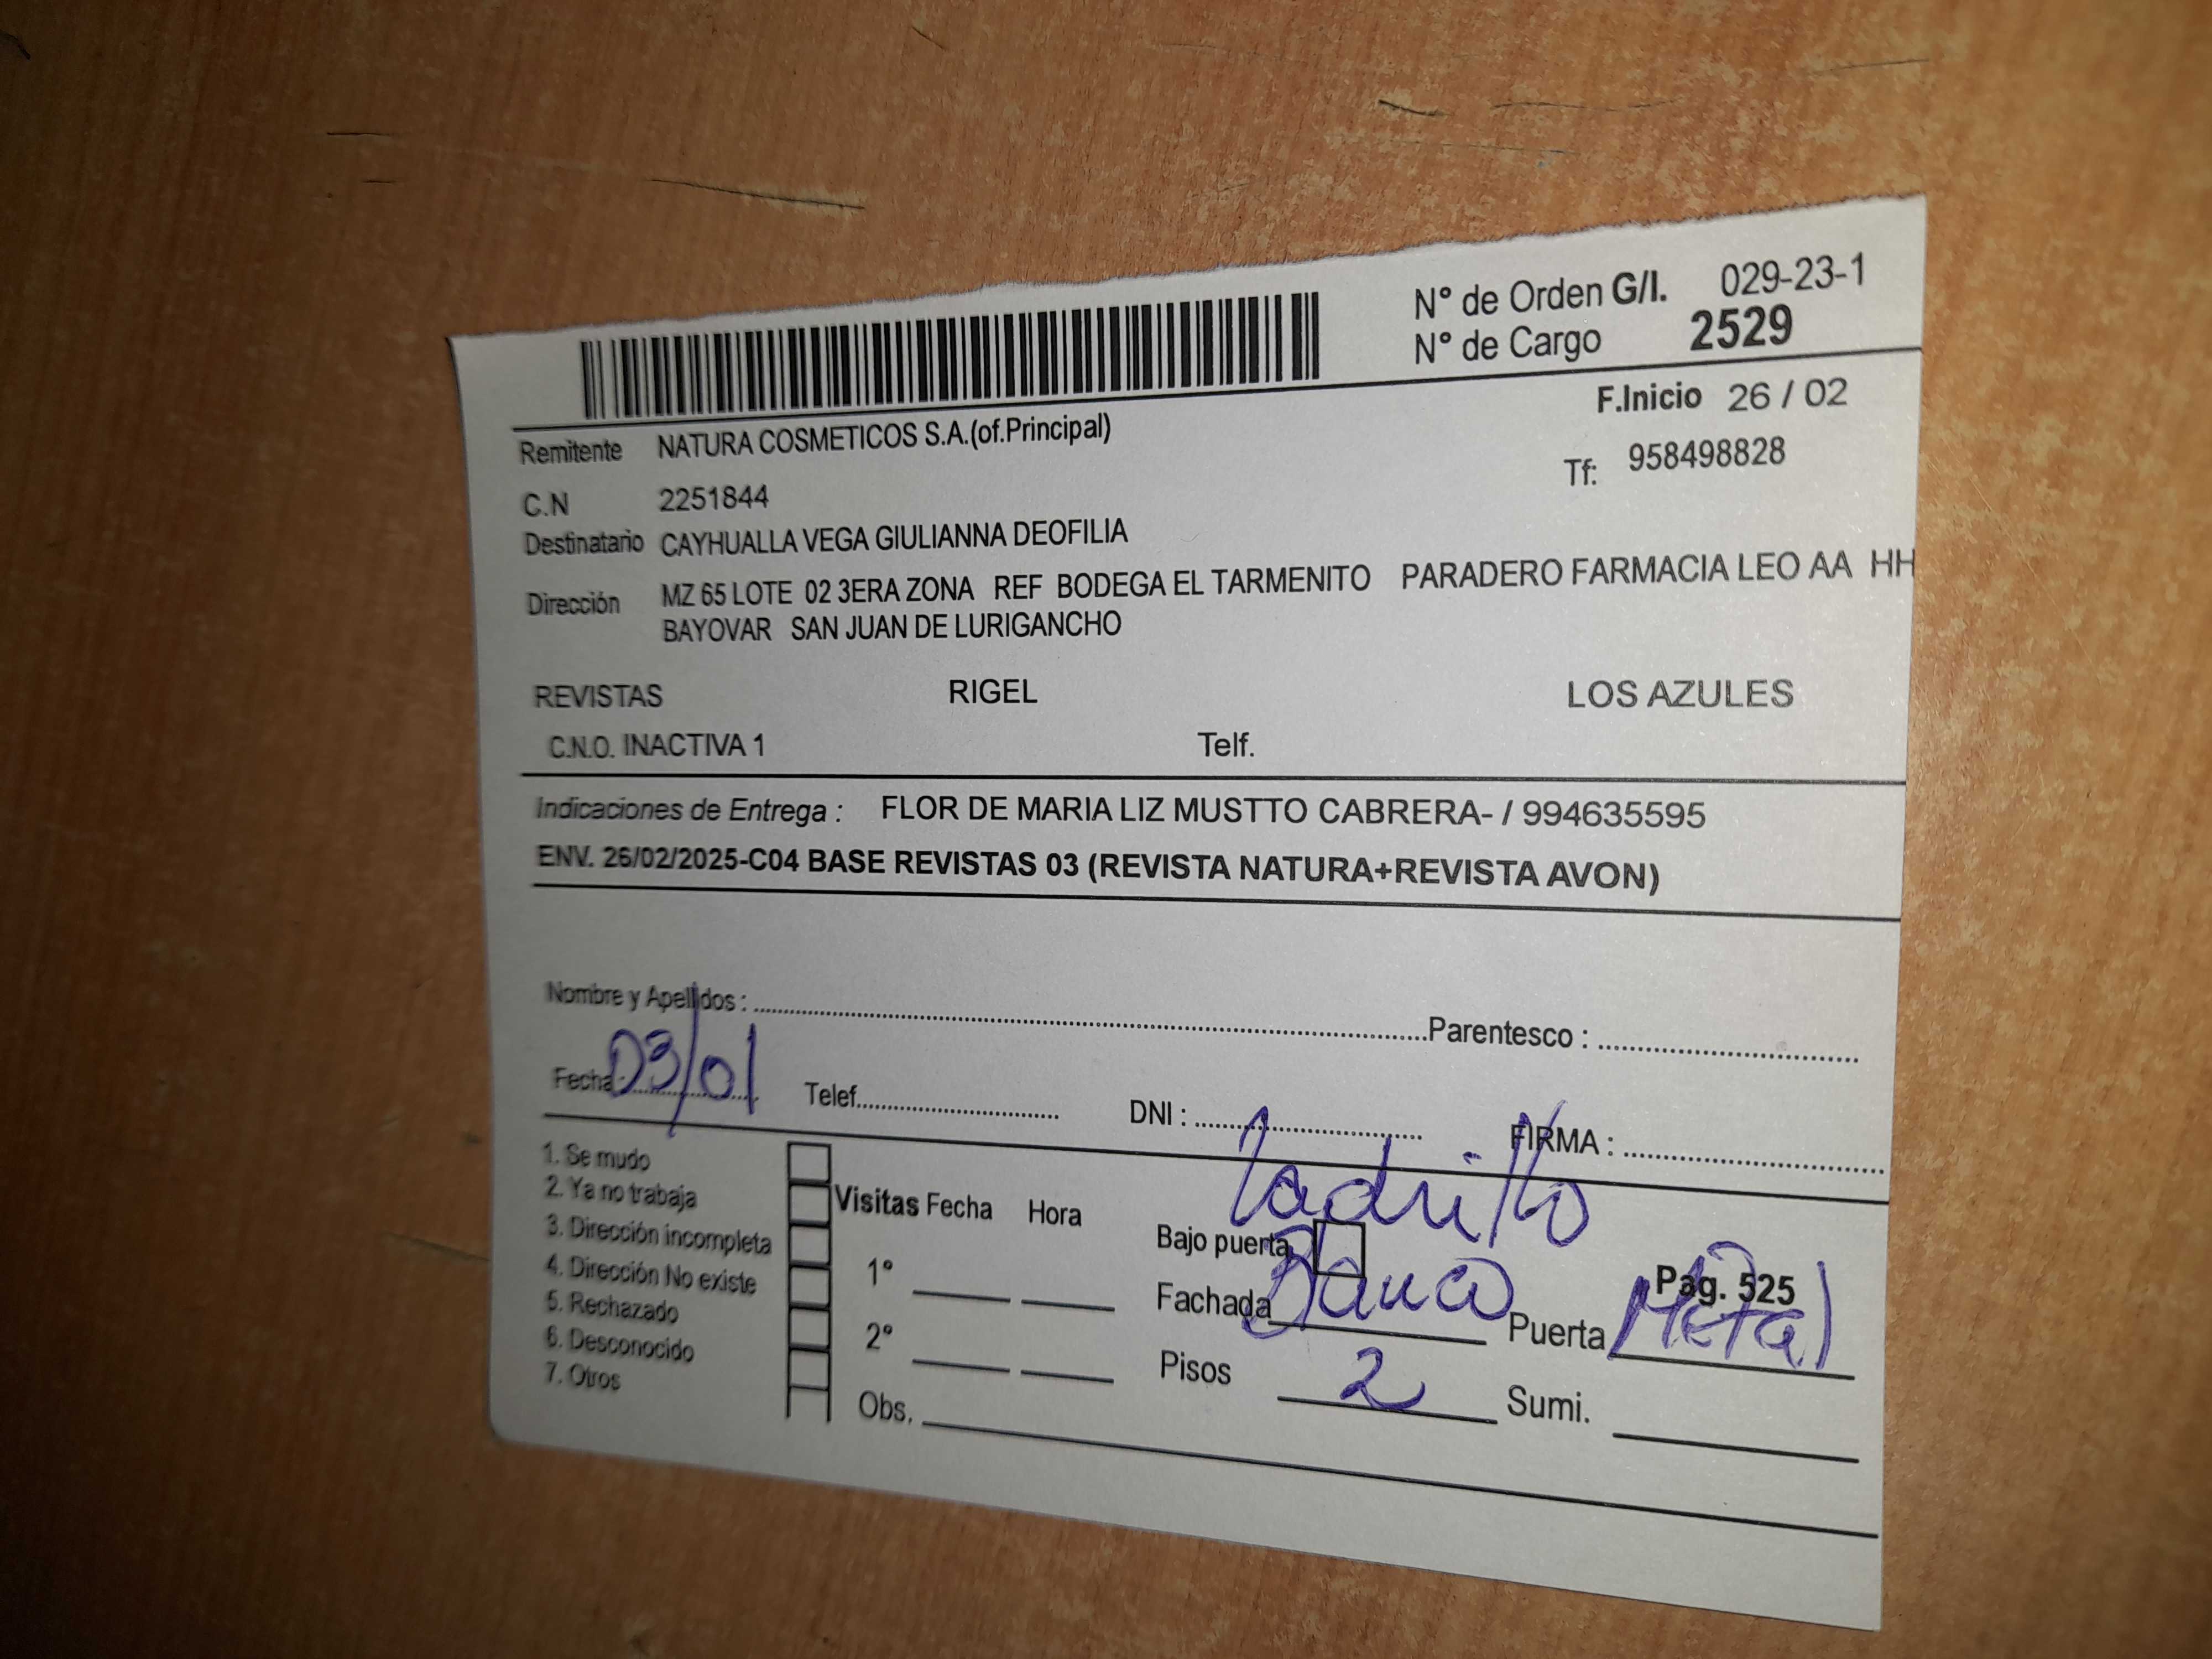 N° de Orden G/I. 029-23-1
N° de Cargo 2529
F.Inicio 26 / 02
Remitente NATURA COSMETICOS S.A.(of.Principal)
Tf: 958498828
C.N 2251844
Destinatario CAYHUALLA VEGA GIULIANNA DEOFILIA
Dirección MZ 65 LOTE 02 3ERA ZONA REF BODEGA EL TARMENITO PARADERO FARMACIA LEO AA HH
BAYOVAR SAN JUAN DE LURIGANCHO
REVISTAS RIGEL LOS AZULES
C.N.O. INACTIVA 1 Telf.
Indicaciones de Entrega : FLOR DE MARIA LIZ MUSTTO CABRERA- / 994635595
ENV. 26/02/2025-C04 BASE REVISTAS 03 (REVISTA NATURA+REVISTA AVON)
Nombre y Apellidos : Parentesco :
Fecha : 03/01 Telef. DNI : FIRMA :
1. Se mudo
2. Ya no trabaja
3. Dirección incompleta
4. Dirección No existe
5. Rechazado
6. Desconocido
7. Otros
Visitas Fecha Hora
1°
2°
Obs.
Ladrillo
Bajo puerta
Pag. 525
Fachada Blanco Puerta Metal
Pisos 2 Sumi.